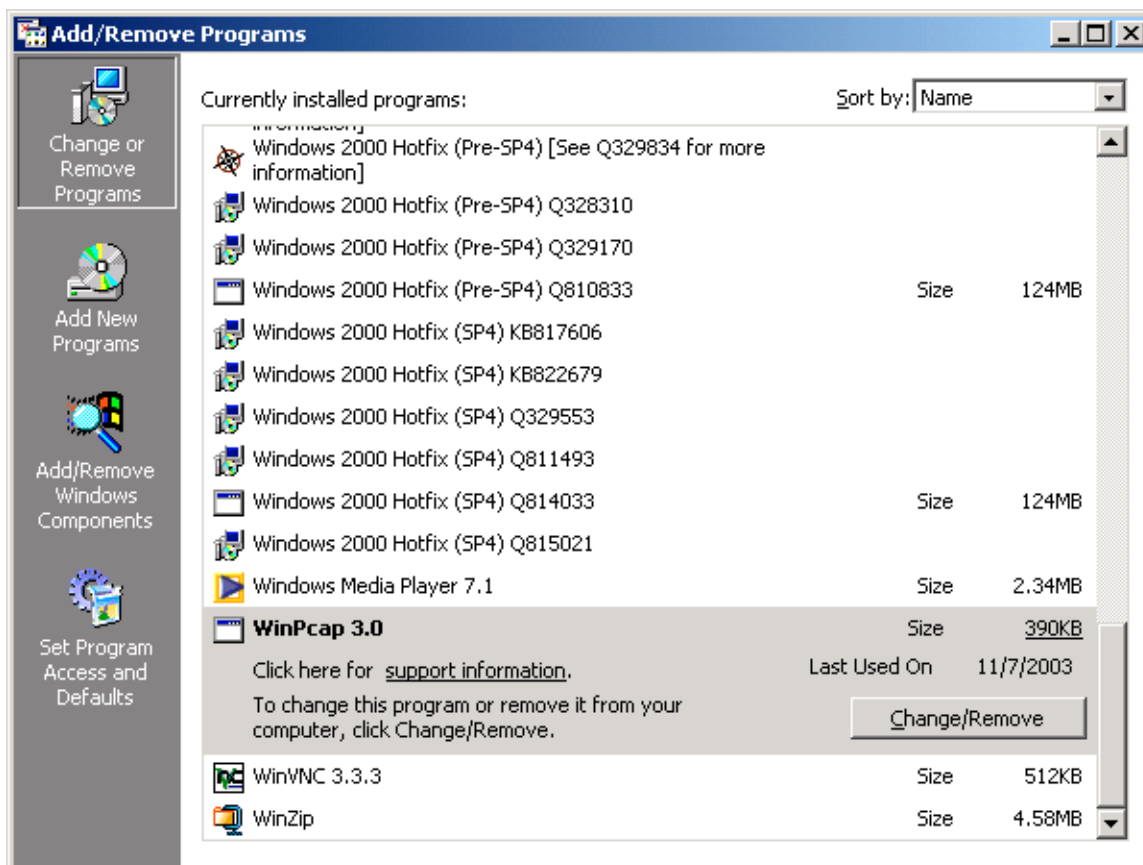 Add/Remove Programs
Change or
Remove
Programs
Add New
Programs
Add/Remove
Windows
Components
Set Program
Access and
Defaults
Currently installed programs:
Sort by: Name
information]
Windows 2000 Hotfix (Pre-SP4) [See Q329834 for more
information]
Windows 2000 Hotfix (Pre-SP4) Q328310
Windows 2000 Hotfix (Pre-SP4) Q329170
Windows 2000 Hotfix (Pre-SP4) Q810833 Size 124MB
Windows 2000 Hotfix (SP4) KB817606
Windows 2000 Hotfix (SP4) KB822679
Windows 2000 Hotfix (SP4) Q329553
Windows 2000 Hotfix (SP4) Q811493
Windows 2000 Hotfix (SP4) Q814033 Size 124MB
Windows 2000 Hotfix (SP4) Q815021
Windows Media Player 7.1 Size 2.34MB
WinPcap 3.0 Size 390KB
Click here for support information. Last Used On 11/7/2003
To change this program or remove it from your
computer, click Change/Remove.
Change/Remove
WinVNC 3.3.3 Size 512KB
WinZip Size 4.58MB